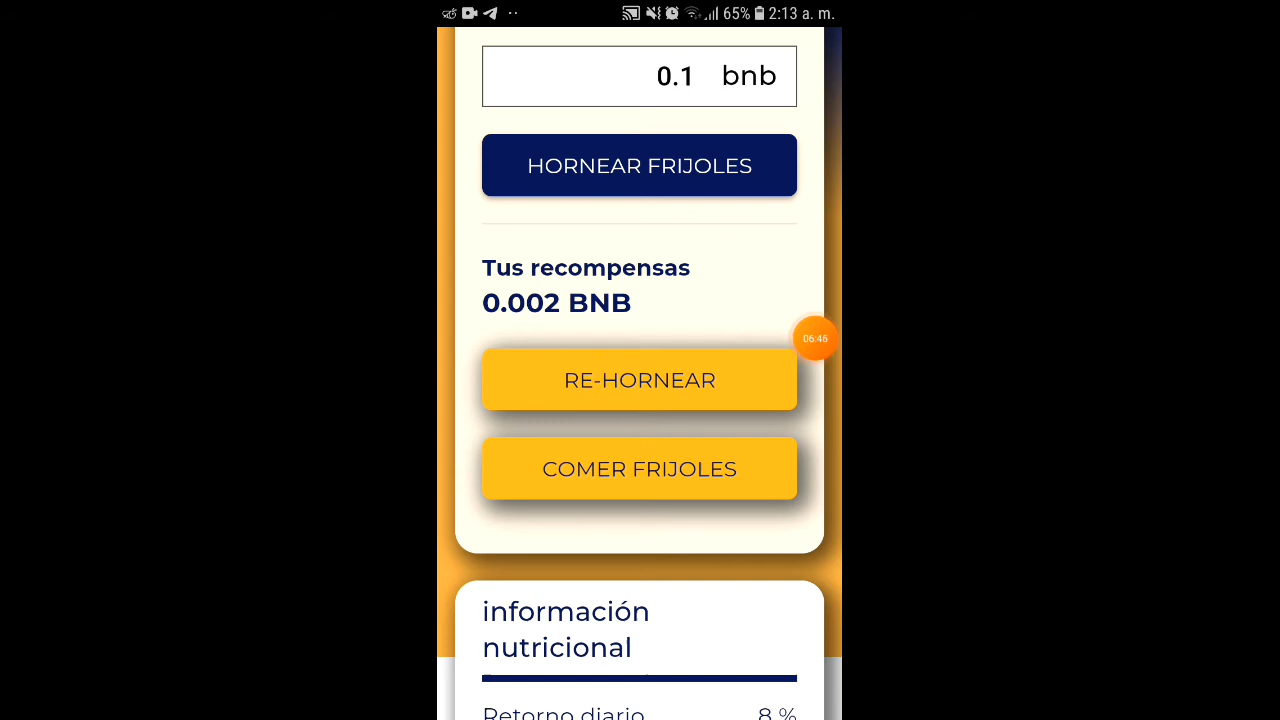 65% 2:13 a. m.
0.1 bnb
HORNEAR FRIJOLES
Tus recompensas
0.002 BNB
06:46
RE-HORNEAR
COMER FRIJOLES
información
nutricional
Retorno diario 8 %